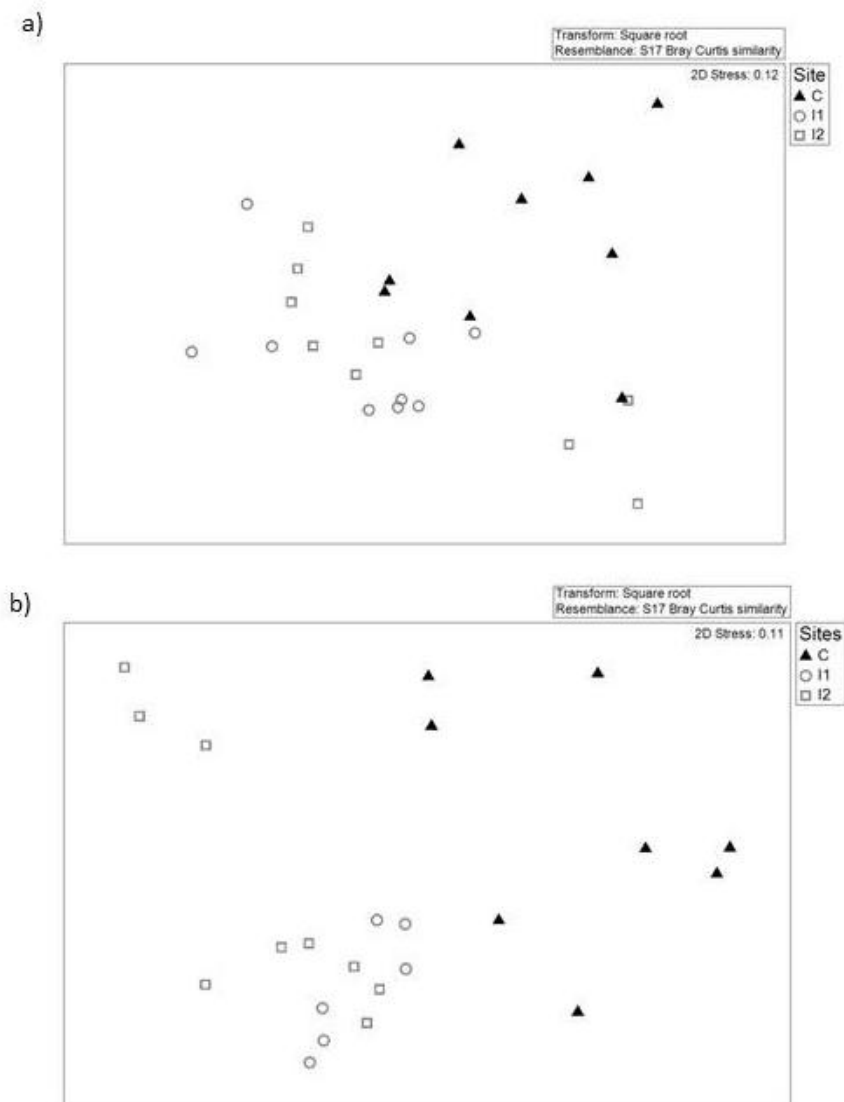 a)
Transform: Square root
Resemblance: S17 Bray Curtis similarity
2D Stress: 0.12
Site
C
I1
I2
b)
Transform: Square root
Resemblance: S17 Bray Curtis similarity
2D Stress: 0.11
Sites
C
I1
I2